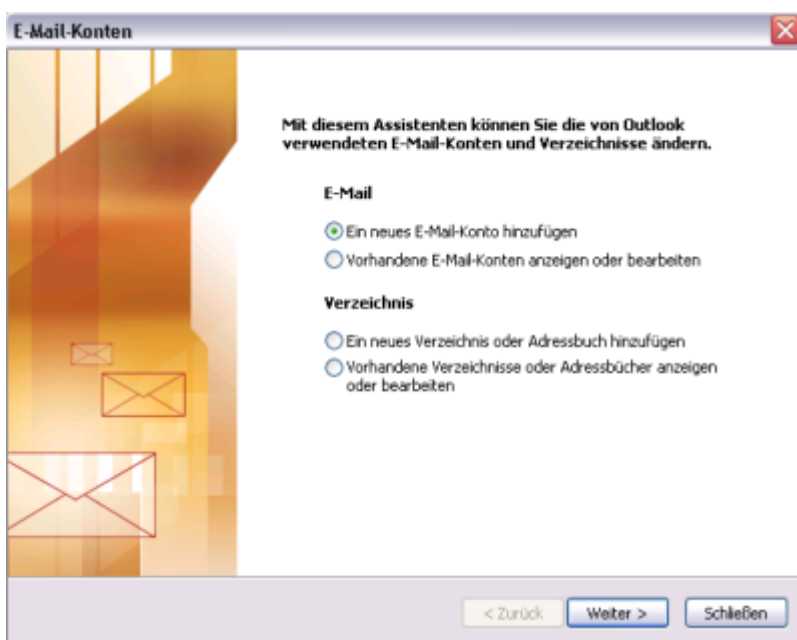 E-Mail-Konten
Mit diesem Assistenten können Sie die von Outlook
verwendeten E-Mail-Konten und Verzeichnisse ändern.
E-Mail
Ein neues E-Mail-Konto hinzufügen
Vorhandene E-Mail-Konten anzeigen oder bearbeiten
Verzeichnis
Ein neues Verzeichnis oder Adressbuch hinzufügen
Vorhandene Verzeichnisse oder Adressbücher anzeigen
oder bearbeiten
< Zurück Weiter > Schließen